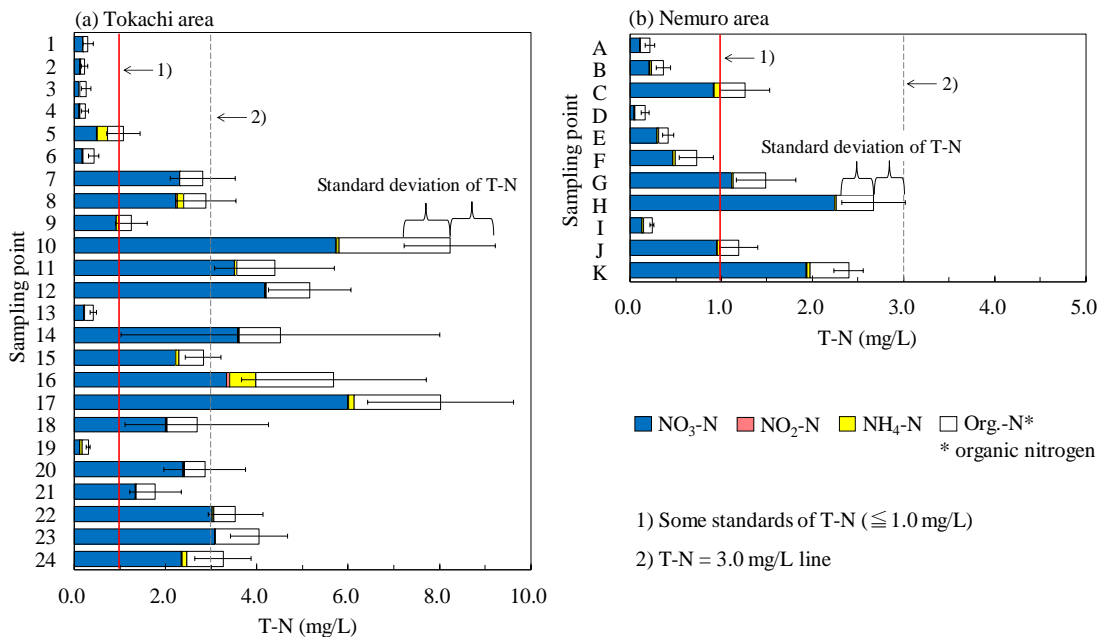 (a) Tokachi area
Sampling point
1
2
3
4
5
6
7
8
9
10
11
12
13
14
15
16
17
18
19
20
21
22
23
24
1)
2)
Standard deviation of T-N
0.0 2.0 4.0 6.0 8.0 10.0
T-N (mg/L)
(b) Nemuro area
Sampling point
A
B
C
D
E
F
G
H
I
J
K
1)
2)
Standard deviation of T-N
0.0 1.0 2.0 3.0 4.0 5.0
T-N (mg/L)
NO₃-N NO₂-N NH₄-N Org.-N*
* organic nitrogen
1) Some standards of T-N (≦1.0 mg/L)
2) T-N = 3.0 mg/L line